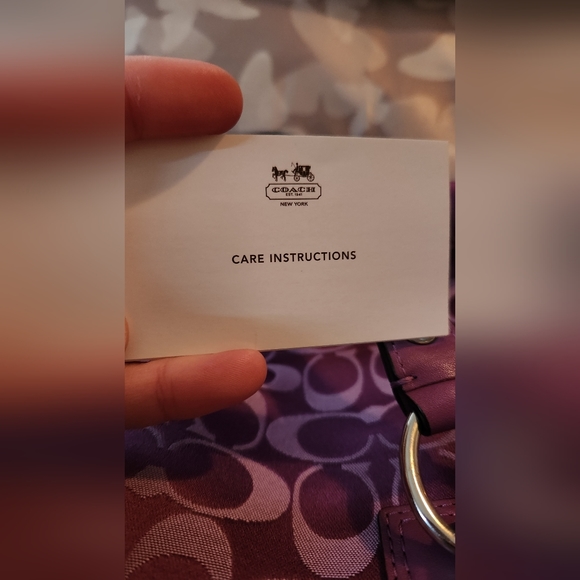 COACH
EST. 1941
NEW YORK
CARE INSTRUCTIONS